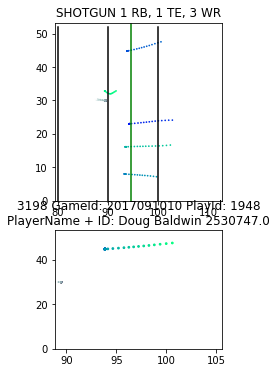 SHOTGUN 1 RB, 1 TE, 3 WR
50
40
30
20
10
0
80 90 100 110
3198 GameId: 2017091010 PlayId: 1948
PlayerName + ID: Doug Baldwin 2530747.0
40
20
0
90 95 100 105